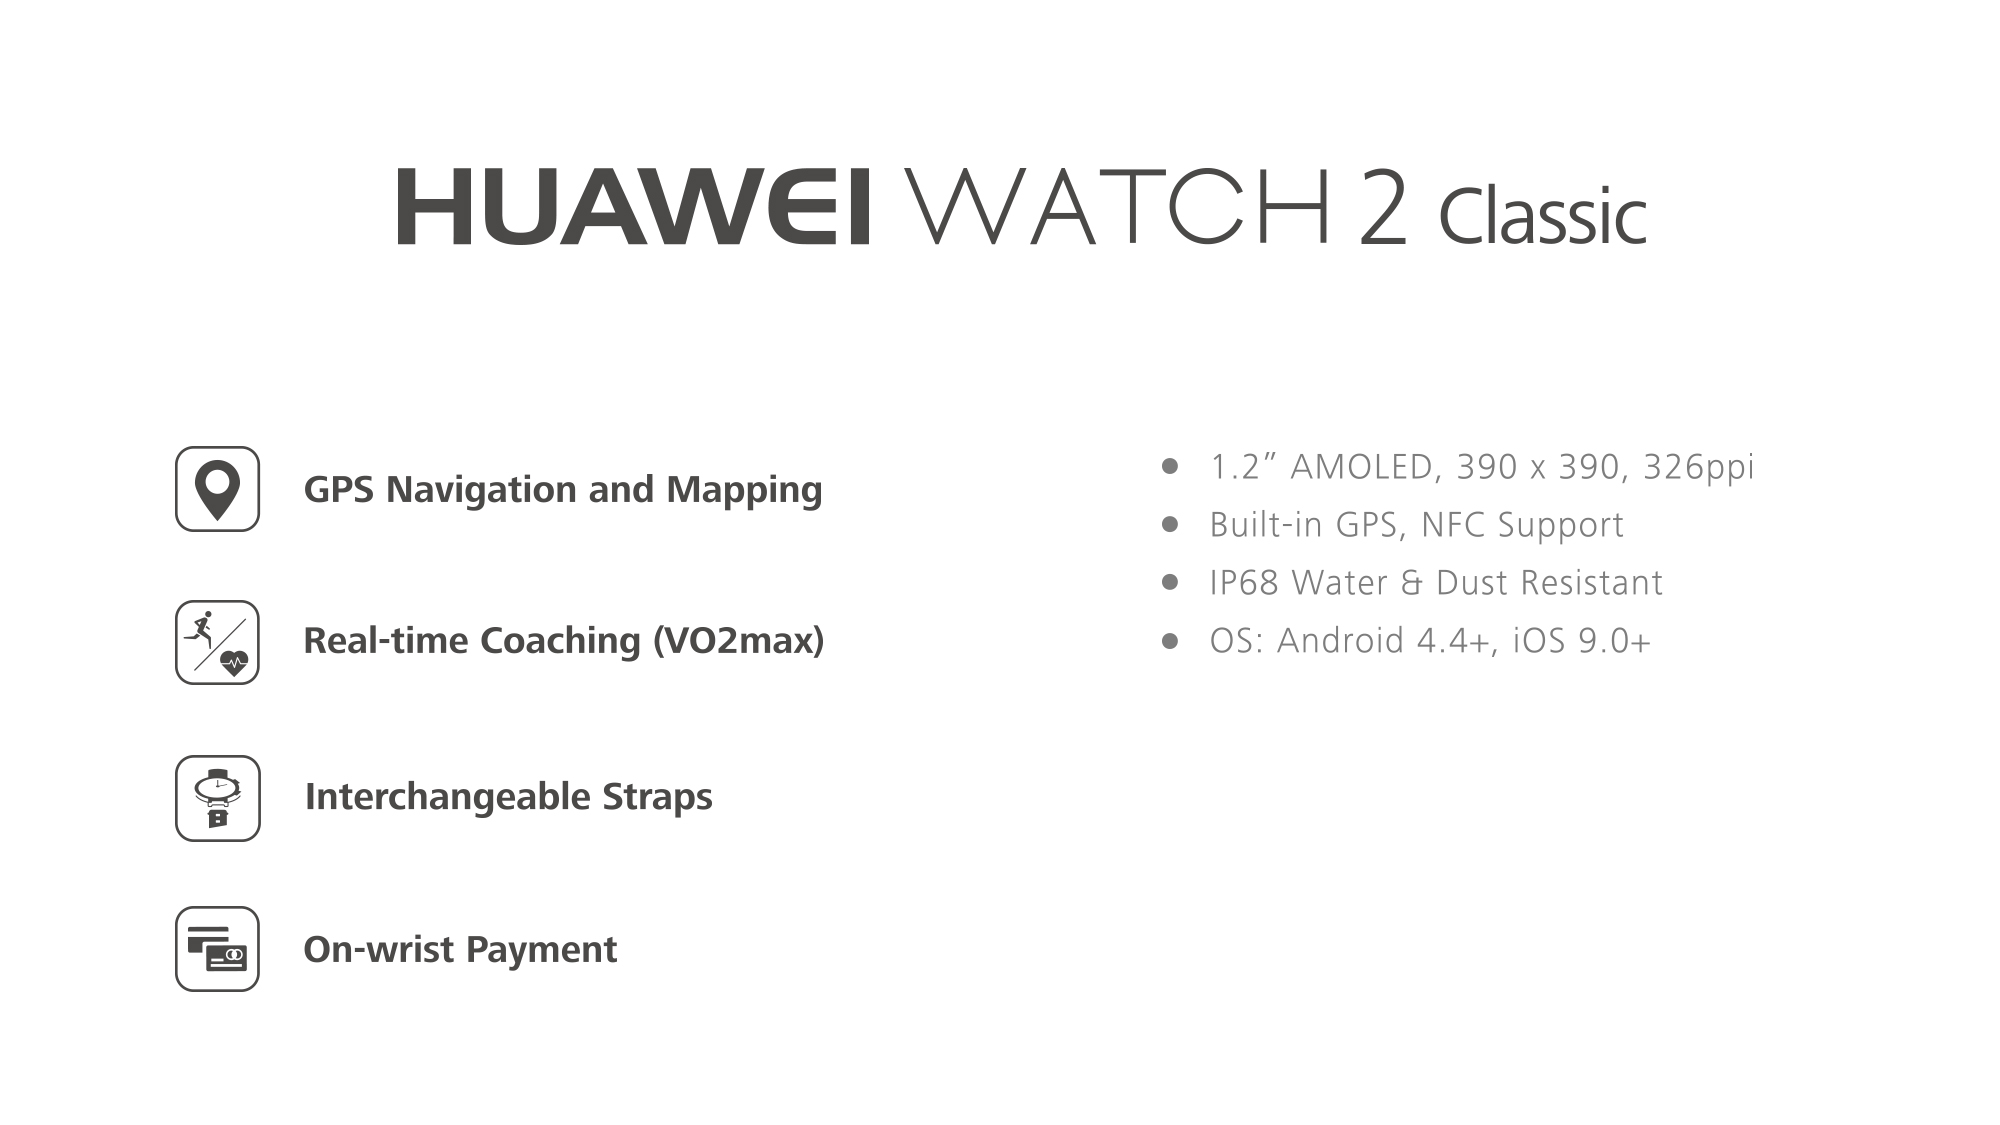 HUAWEI WATCH 2 Classic
GPS Navigation and Mapping
Real-time Coaching (VO2max)
Interchangeable Straps
On-wrist Payment
1.2” AMOLED, 390 x 390, 326ppi
Built-in GPS, NFC Support
IP68 Water & Dust Resistant
OS: Android 4.4+, iOS 9.0+